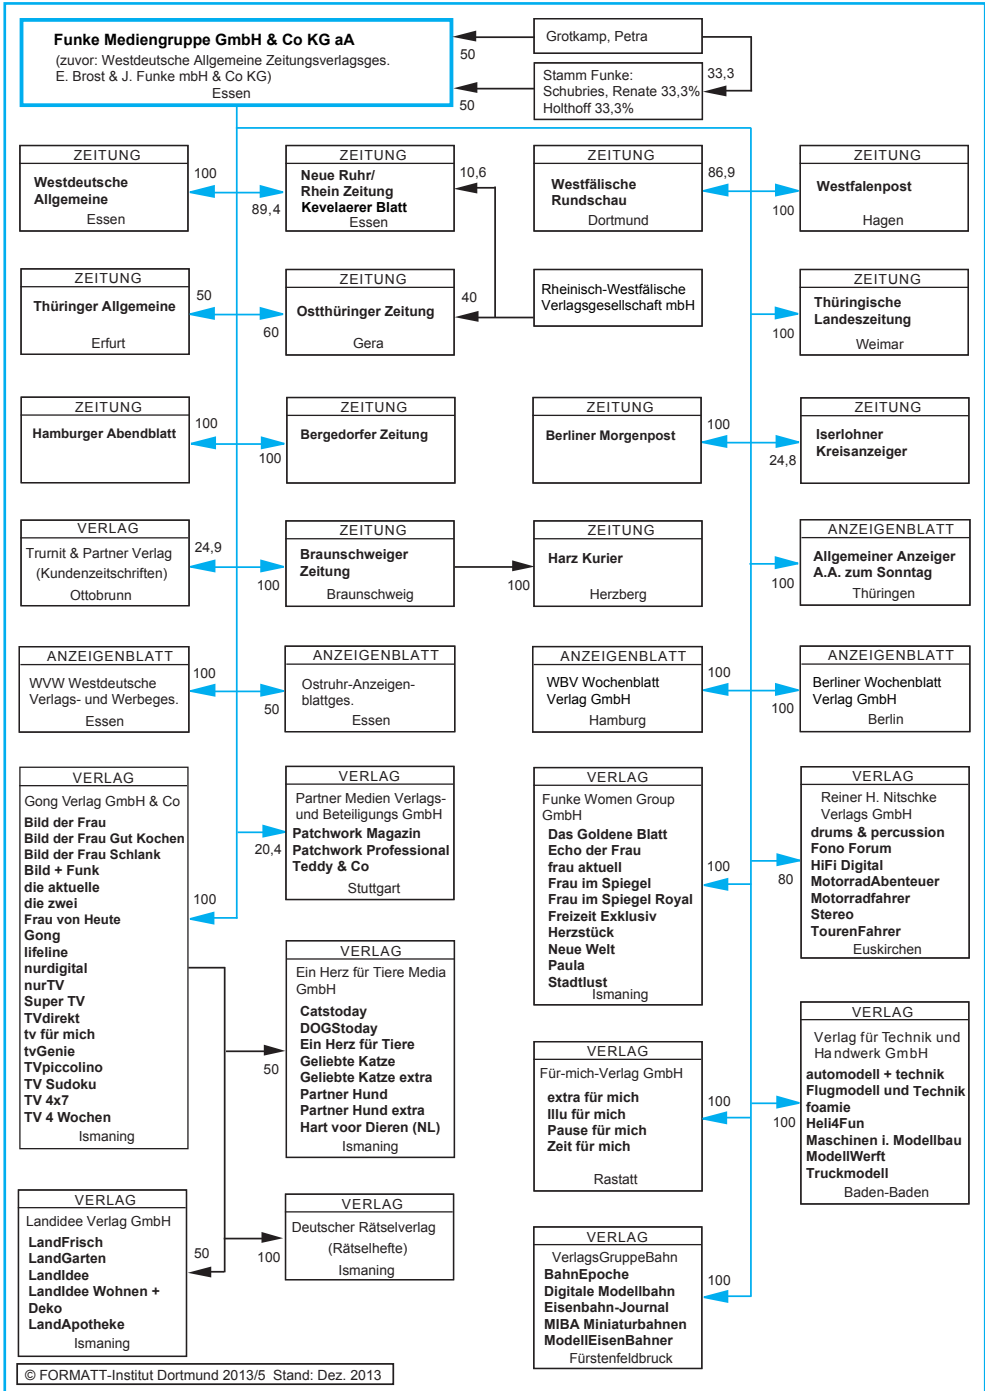 Funke Mediengruppe GmbH & Co KG aA
(zuvor: Westdeutsche Allgemeine Zeitungsverlagsges.
E. Brost & J. Funke mbH & Co KG)
Essen
50
50
Grotkamp, Petra
Stamm Funke:
Schubries, Renate 33,3%
Holthoff 33,3%
33,3
ZEITUNG
Westdeutsche
Allgemeine
Essen
100
89,4
ZEITUNG
Neue Ruhr/
Rhein Zeitung
Kevelaerer Blatt
Essen
10,6
ZEITUNG
Westfälische
Rundschau
Dortmund
86,9
100
ZEITUNG
Westfalenpost
Hagen
ZEITUNG
Thüringer Allgemeine
Erfurt
50
60
ZEITUNG
Ostthüringer Zeitung
Gera
40
Rheinisch-Westfälische
Verlagsgesellschaft mbH
100
ZEITUNG
Thüringische
Landeszeitung
Weimar
ZEITUNG
Hamburger Abendblatt
100
100
ZEITUNG
Bergedorfer Zeitung
ZEITUNG
Berliner Morgenpost
100
24,8
ZEITUNG
Iserlohner
Kreisanzeiger
VERLAG
Trurnit & Partner Verlag
(Kundenzeitschriften)
Ottobrunn
24,9
100
ZEITUNG
Braunschweiger
Zeitung
Braunschweig
100
ZEITUNG
Harz Kurier
Herzberg
100
ANZEIGENBLATT
Allgemeiner Anzeiger
A.A. zum Sonntag
Thüringen
ANZEIGENBLATT
WVW Westdeutsche
Verlags- und Werbeges.
Essen
100
50
ANZEIGENBLATT
Ostruhr-Anzeigen-
blattges.
Essen
ANZEIGENBLATT
WBV Wochenblatt
Verlag GmbH
Hamburg
100
100
ANZEIGENBLATT
Berliner Wochenblatt
Verlag GmbH
Berlin
VERLAG
Gong Verlag GmbH & Co
Bild der Frau
Bild der Frau Gut Kochen
Bild der Frau Schlank
Bild + Funk
die aktuelle
die zwei
Frau von Heute
Gong
lifeline
nurdigital
nurTV
Super TV
TVdirekt
tv für mich
tvGenie
TVpiccolino
TV Sudoku
TV 4x7
TV 4 Wochen
Ismaning
100
20,4
VERLAG
Partner Medien Verlags-
und Beteiligungs GmbH
Patchwork Magazin
Patchwork Professional
Teddy & Co
Stuttgart
VERLAG
Funke Women Group
GmbH
Das Goldene Blatt
Echo der Frau
frau aktuell
Frau im Spiegel
Frau im Spiegel Royal
Freizeit Exklusiv
Herzstück
Neue Welt
Paula
Stadtlust
Ismaning
100
80
VERLAG
Reiner H. Nitschke
Verlags GmbH
drums & percussion
Fono Forum
HiFi Digital
MotorradAbenteuer
Motorradfahrer
Stereo
TourenFahrer
Euskirchen
50
VERLAG
Ein Herz für Tiere Media
GmbH
Catstoday
DOGStoday
Ein Herz für Tiere
Geliebte Katze
Geliebte Katze extra
Partner Hund
Partner Hund extra
Hart voor Dieren (NL)
Ismaning
VERLAG
Für-mich-Verlag GmbH
extra für mich
Illu für mich
Pause für mich
Zeit für mich
Rastatt
100
100
VERLAG
Verlag für Technik und
Handwerk GmbH
automodell + technik
Flugmodell und Technik
foamie
Heli4Fun
Maschinen i. Modellbau
ModellWerft
Truckmodell
Baden-Baden
VERLAG
Landidee Verlag GmbH
LandFrisch
LandGarten
LandIdee
LandIdee Wohnen +
Deko
LandApotheke
Ismaning
50
100
VERLAG
Deutscher Rätselverlag
(Rätselhefte)
Ismaning
VERLAG
VerlagsGruppeBahn
BahnEpoche
Digitale Modellbahn
Eisenbahn-Journal
MIBA Miniaturbahnen
ModellEisenBahner
Fürstenfeldbruck
100
© FORMATT-Institut Dortmund 2013/5 Stand: Dez. 2013